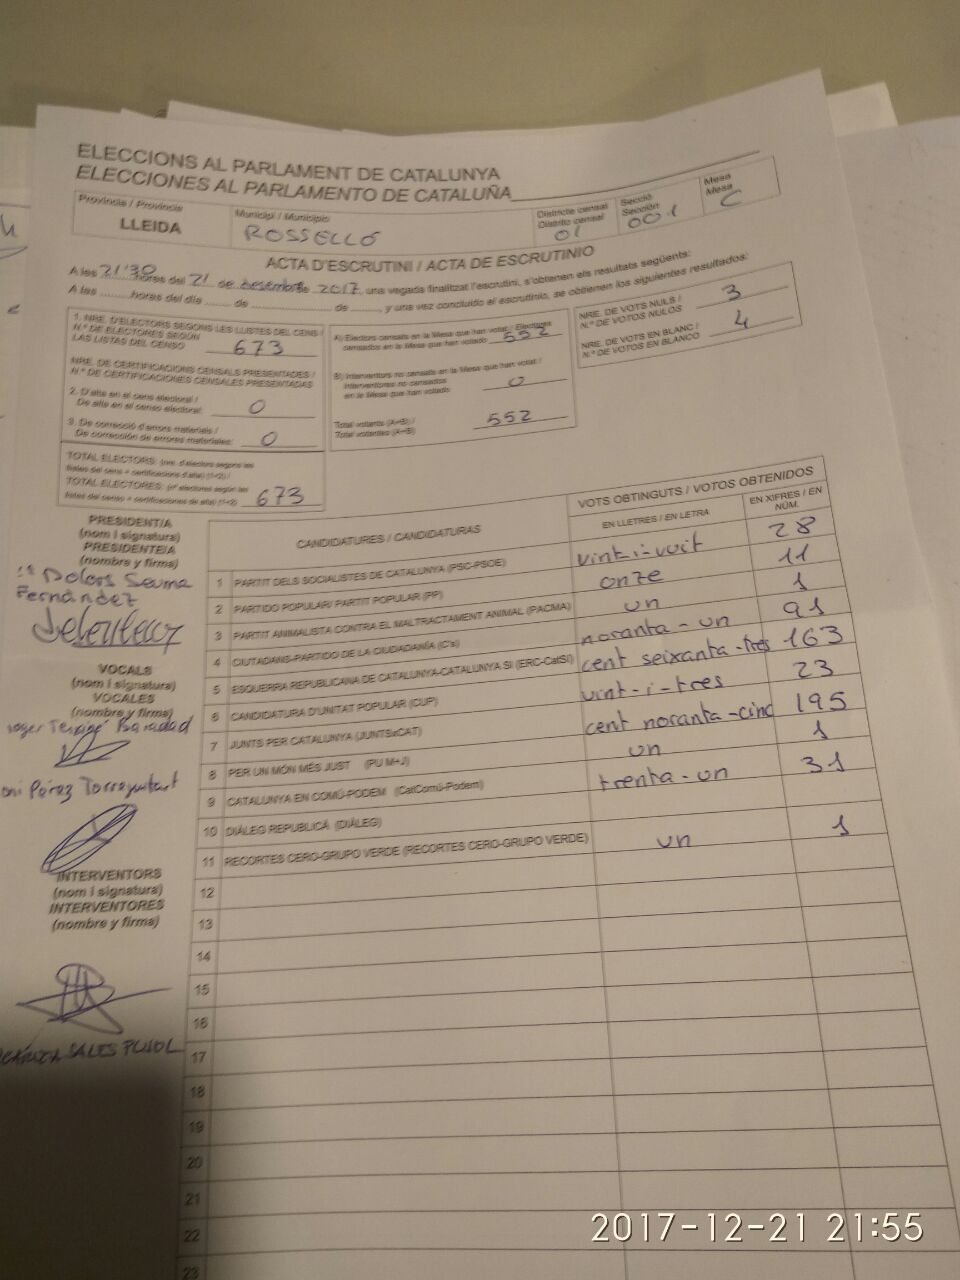 ELECCIONS AL PARLAMENT DE CATALUNYA
ELECCIONES AL PARLAMENTO DE CATALUÑA
Província / Provincia
LLEIDA
Municipi / Municipio
ROSSELLÓ
Districte censal
Distrito censal
01
Secció
Sección
001
Mesa
Mesa
C
ACTA D'ESCRUTINI / ACTA DE ESCRUTINIO
A les 21'30 hores del 21 de desembre de 2017, una vegada finalitzat l'escrutini, s'obtenen els resultats següents:
A las ......... horas del día ...... de ............ de ......, y una vez concluido el escrutinio, se obtienen los siguientes resultados:
1. NRE. D'ELECTORS SEGONS LES LLISTES DEL CENS /
N.º DE ELECTORES SEGÚN
LAS LISTAS DEL CENSO
673
NRE. DE CERTIFICACIONS CENSALS PRESENTADES /
N.º DE CERTIFICACIONES CENSALES PRESENTADAS
2. D'alta en el cens electoral /
De alta en el censo electoral:
0
3. De correcció d'errors materials /
De corrección de errores materiales:
0
TOTAL ELECTORS: (nre. d'electors segons les
llistes del cens + certificacions d'alta) (1+2) /
TOTAL ELECTORES: (nº electores según las
listas del censo + certificaciones de alta) (1+2)
673
A) Electors censats en la Mesa que han votat / Electores
censados en la Mesa que han votado
552
B) Interventors no censats en la Mesa que han votat /
Interventores no censados
en la Mesa que han votado
0
Total votants (A+B) /
Total votantes (A+B)
552
NRE. DE VOTS NULS /
N.º DE VOTOS NULOS
3
NRE. DE VOTS EN BLANC /
N.º DE VOTOS EN BLANCO
4
PRESIDENT/A
(nom i signatura)
PRESIDENTE/A
(nombre y firma)
Mª Dolors Seuma
Fernández
VOCALS
(nom i signatura)
VOCALES
(nombre y firma)
Roger Baradad
Pérez
INTERVENTORS
(nom i signatura)
INTERVENTORES
(nombre y firma)
SALES PUJOL
CANDIDATURES / CANDIDATURAS
VOTS OBTINGUTS / VOTOS OBTENIDOS
EN LLETRES / EN LETRA
EN XIFRES / EN NÚM.
1 PARTIT DELS SOCIALISTES DE CATALUNYA (PSC-PSOE) vint-i-vuit 28
2 PARTIDO POPULAR/ PARTIT POPULAR (PP) onze 11
3 PARTIT ANIMALISTA CONTRA EL MALTRACTAMENT ANIMAL (PACMA) un 1
4 CIUTADANS-PARTIDO DE LA CIUDADANÍA (C's) noranta-un 91
5 ESQUERRA REPUBLICANA DE CATALUNYA-CATALUNYA SÍ (ERC-CatSí) cent seixanta-tres 163
6 CANDIDATURA D'UNITAT POPULAR (CUP) vint-i-tres 23
7 JUNTS PER CATALUNYA (JUNTSxCAT) cent noranta-cinc 195
8 PER UN MÓN MÉS JUST (PU M+J) un 1
9 CATALUNYA EN COMÚ-PODEM (CatComú-Podem) trenta-un 31
10 DIÀLEG REPUBLICÀ (DIÀLEG)
11 RECORTES CERO-GRUPO VERDE (RECORTES CERO-GRUPO VERDE) un 1
12
13
14
15
16
17
18
19
20
21
22
23
2017-12-21 21:55